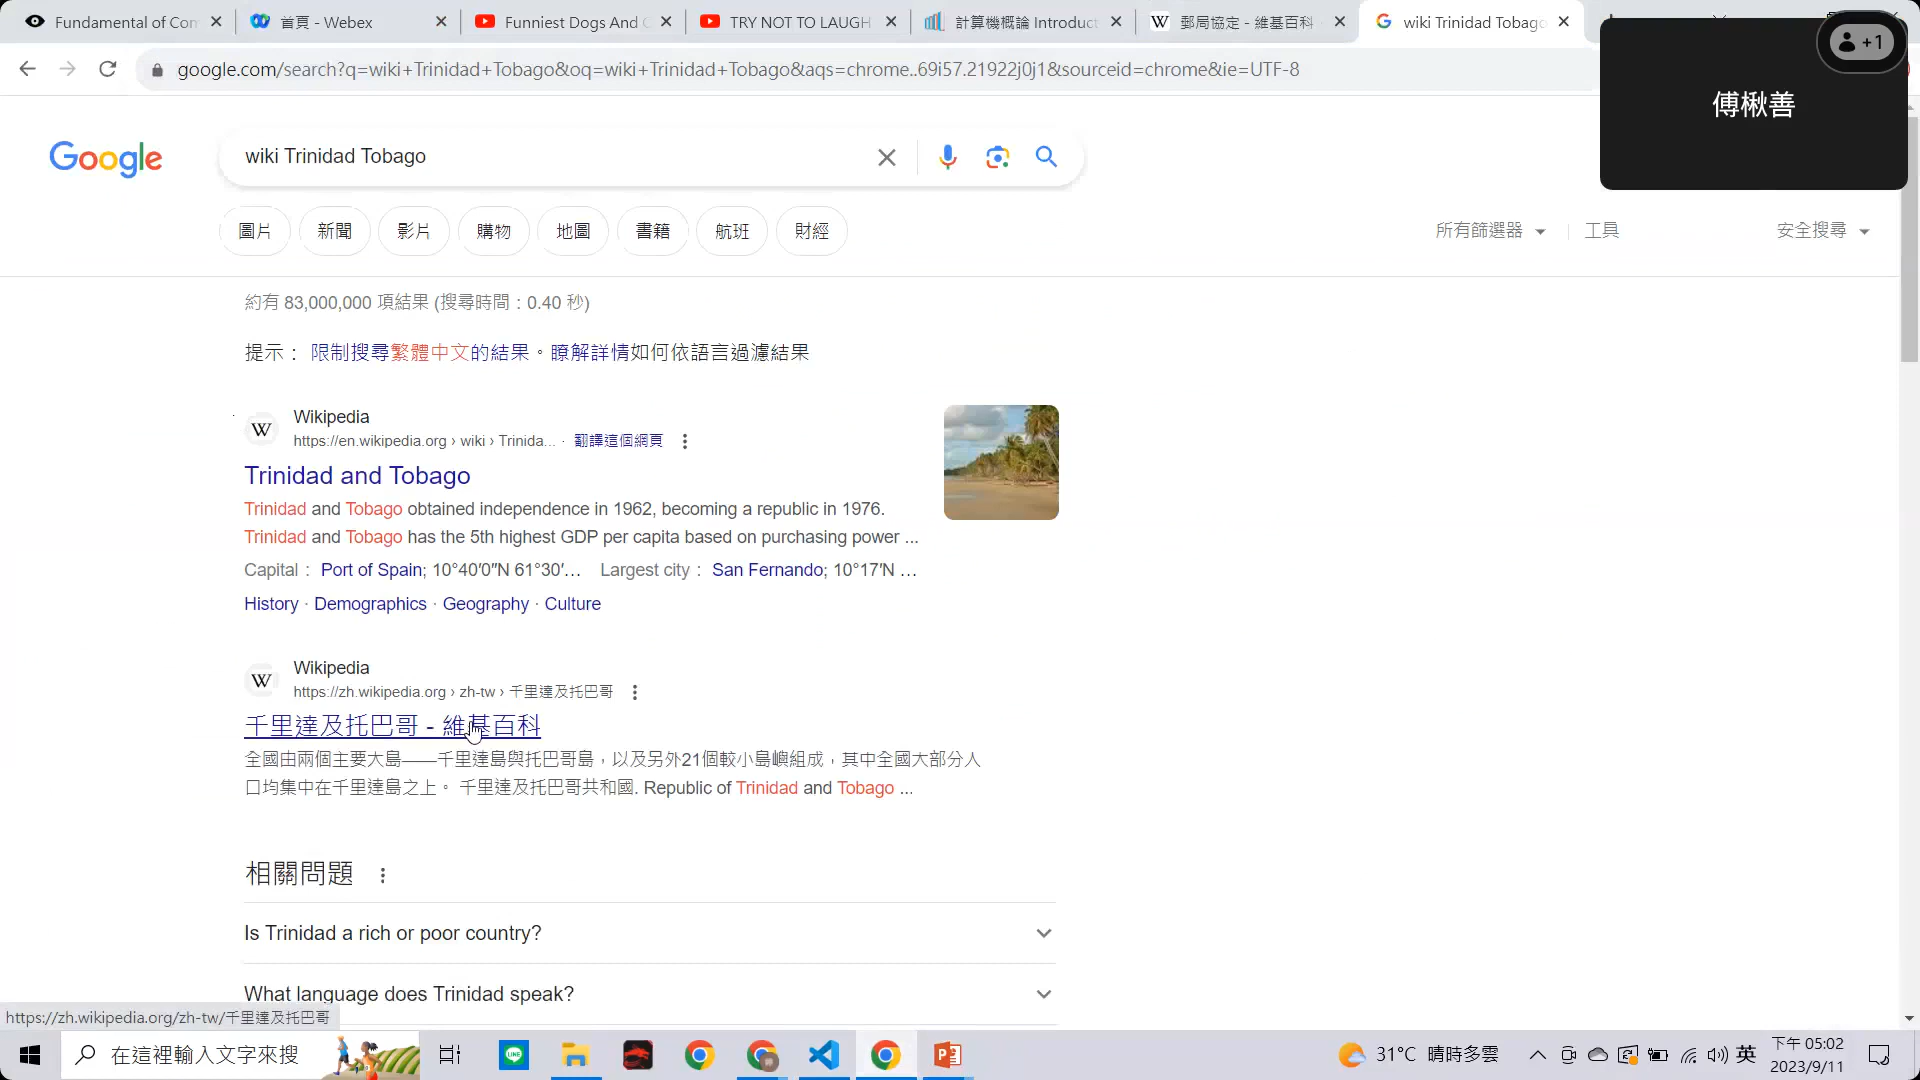 Fundamental of Con
首頁 - Webex
Funniest Dogs And C
TRY NOT TO LAUGH
計算機概論 Introduct
郵局協定 - 維基百科
wiki Trinidad Tobago
google.com/search?q=wiki+Trinidad+Tobago&oq=wiki+Trinidad+Tobago&aqs=chrome..69i57.21922j0j1&sourceid=chrome&ie=UTF-8
+1
傅楸善
Google
wiki Trinidad Tobago
圖片
新聞
影片
購物
地圖
書籍
航班
財經
所有篩選器
工具
安全搜尋
約有 83,000,000 項結果 (搜尋時間：0.40 秒)
提示： 限制搜尋繁體中文的結果。瞭解詳情如何依語言過濾結果
W
Wikipedia
https://en.wikipedia.org › wiki › Trinida... · 翻譯這個網頁
Trinidad and Tobago
Trinidad and Tobago obtained independence in 1962, becoming a republic in 1976.
Trinidad and Tobago has the 5th highest GDP per capita based on purchasing power ...
Capital： Port of Spain; 10°40′0″N 61°30′… Largest city： San Fernando; 10°17′N …
History · Demographics · Geography · Culture
W
Wikipedia
https://zh.wikipedia.org › zh-tw › 千里達及托巴哥
千里達及托巴哥 - 維基百科
全國由兩個主要大島——千里達島與托巴哥島，以及另外21個較小島嶼組成，其中全國大部分人
口均集中在千里達島之上。 千里達及托巴哥共和國. Republic of Trinidad and Tobago ...
相關問題
Is Trinidad a rich or poor country?
What language does Trinidad speak?
https://zh.wikipedia.org/zh-tw/千里達及托巴哥
在這裡輸入文字來搜
31°C 晴時多雲
英
下午 05:02
2023/9/11